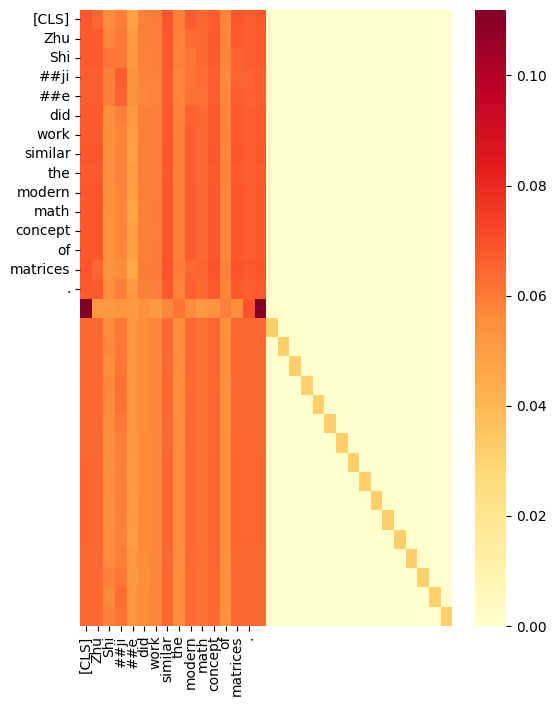 [CLS]
Zhu
Shi
##ji
##e
did
work
similar
the
modern
math
concept
of
matrices
.
[CLS]
Zhu
Shi
##ji
##e
did
work
similar
the
modern
math
concept
of
matrices
.
0.10
0.08
0.06
0.04
0.02
0.00